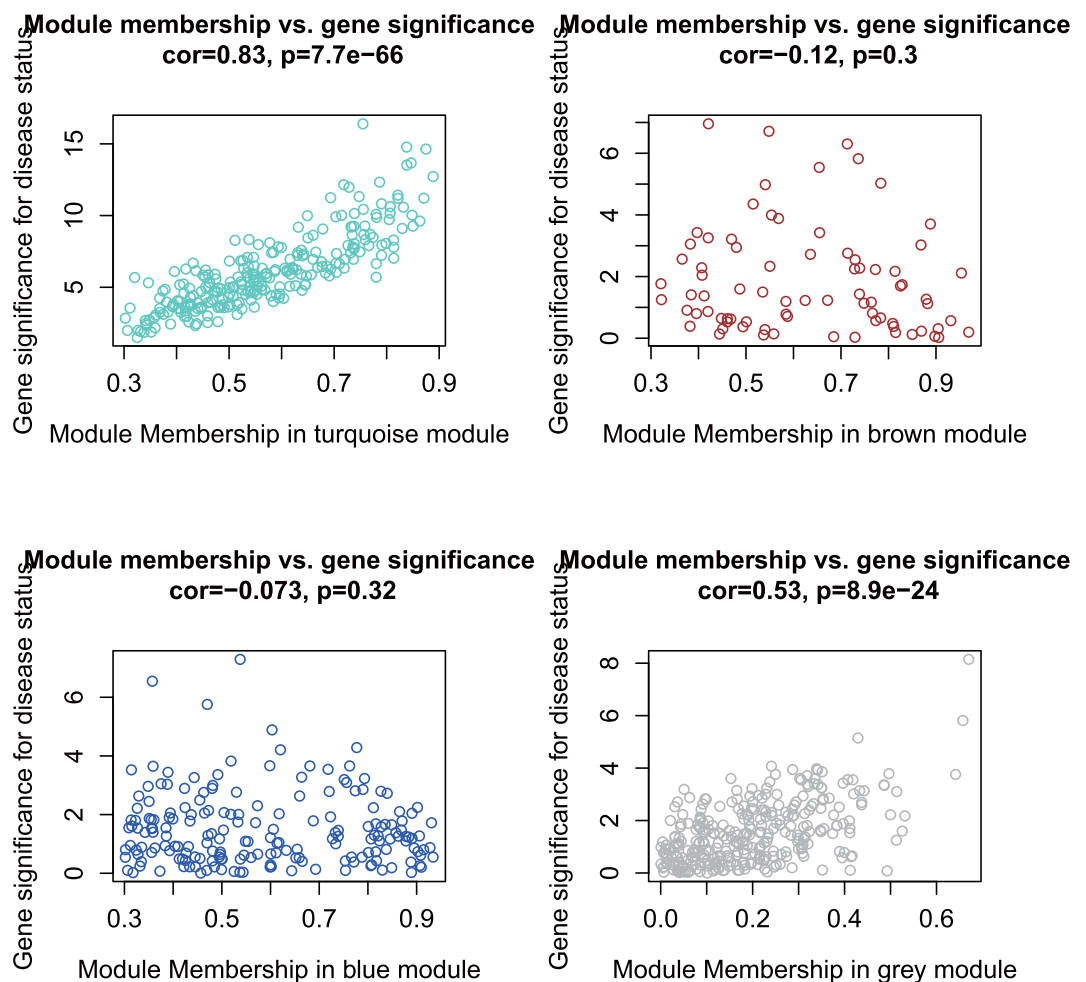 Module membership vs. gene significance
cor=0.83, p=7.7e−66
Gene significance for disease status
15
10
5
0.3 0.5 0.7 0.9
Module Membership in turquoise module
Module membership vs. gene significance
cor=−0.12, p=0.3
Gene significance for disease status
6
4
2
0
0.3 0.5 0.7 0.9
Module Membership in brown module
Module membership vs. gene significance
cor=−0.073, p=0.32
Gene significance for disease status
6
4
2
0
0.3 0.5 0.7 0.9
Module Membership in blue module
Module membership vs. gene significance
cor=0.53, p=8.9e−24
Gene significance for disease status
8
6
4
2
0
0.0 0.2 0.4 0.6
Module Membership in grey module